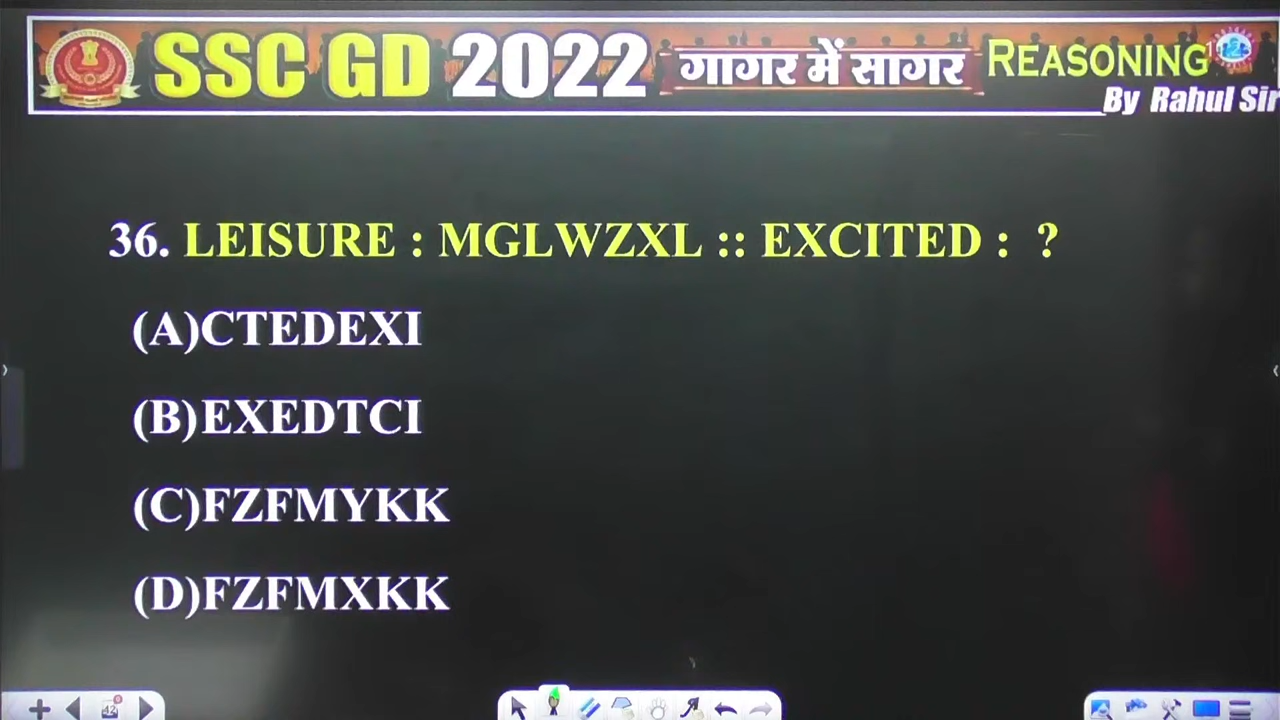 SSC GD 2022 गागर में सागर REASONING
By Rahul Sir
36. LEISURE : MGLWZXL :: EXCITED : ?
(A)CTEDEXI
(B)EXEDTCI
(C)FZFMYKK
(D)FZFMXKK